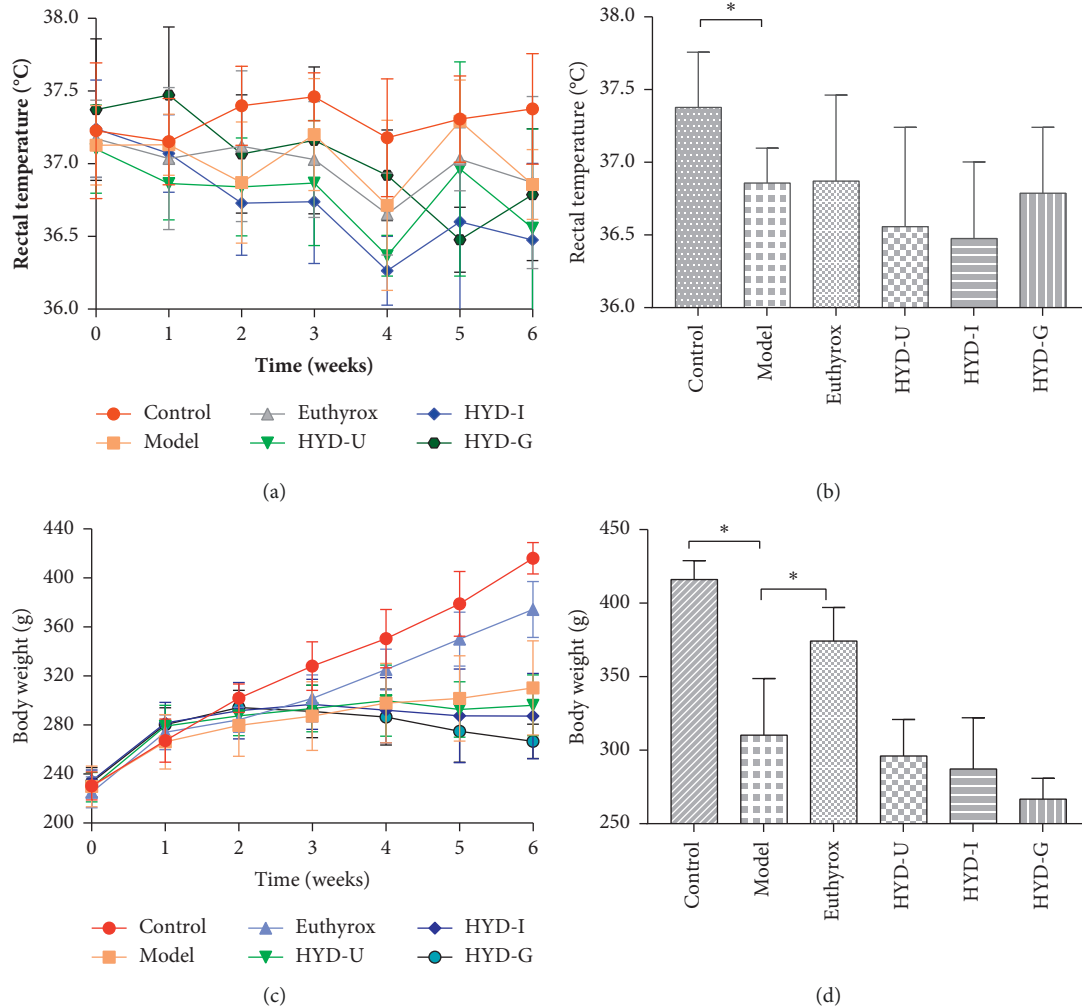 38.0
37.5
37.0
36.5
36.0
Rectal temperature (°C)
0 1 2 3 4 5 6
Time (weeks)
Control Euthyrox HYD-I
Model HYD-U HYD-G
(a)
38.0
37.5
37.0
36.5
36.0
Rectal temperature (°C)
*
Control
Model
Euthyrox
HYD-U
HYD-I
HYD-G
(b)
440
400
360
320
280
240
200
Body weight (g)
0 1 2 3 4 5 6
Time (weeks)
Control Euthyrox HYD-I
Model HYD-U HYD-G
(c)
450
400
350
300
250
Body weight (g)
*
*
Control
Model
Euthyrox
HYD-U
HYD-I
HYD-G
(d)